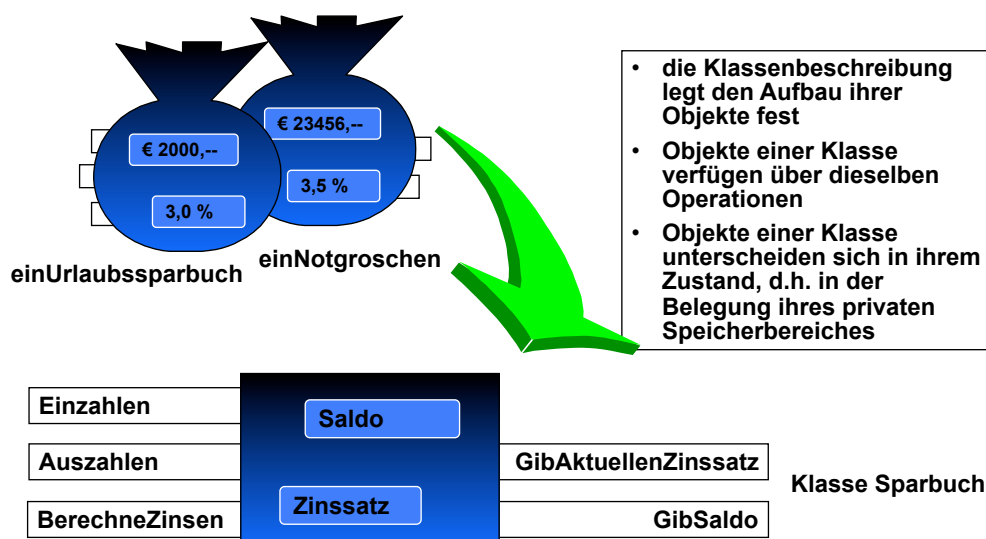 € 2000,--
3,0 %
einUrlaubssparbuch
€ 23456,--
3,5 %
einNotgroschen
• die Klassenbeschreibung
legt den Aufbau ihrer
Objekte fest
• Objekte einer Klasse
verfügen über dieselben
Operationen
• Objekte einer Klasse
unterscheiden sich in ihrem
Zustand, d.h. in der
Belegung ihres privaten
Speicherbereiches
Einzahlen
Auszahlen
BerechneZinsen
Saldo
Zinssatz
GibAktuellenZinssatz
GibSaldo
Klasse Sparbuch